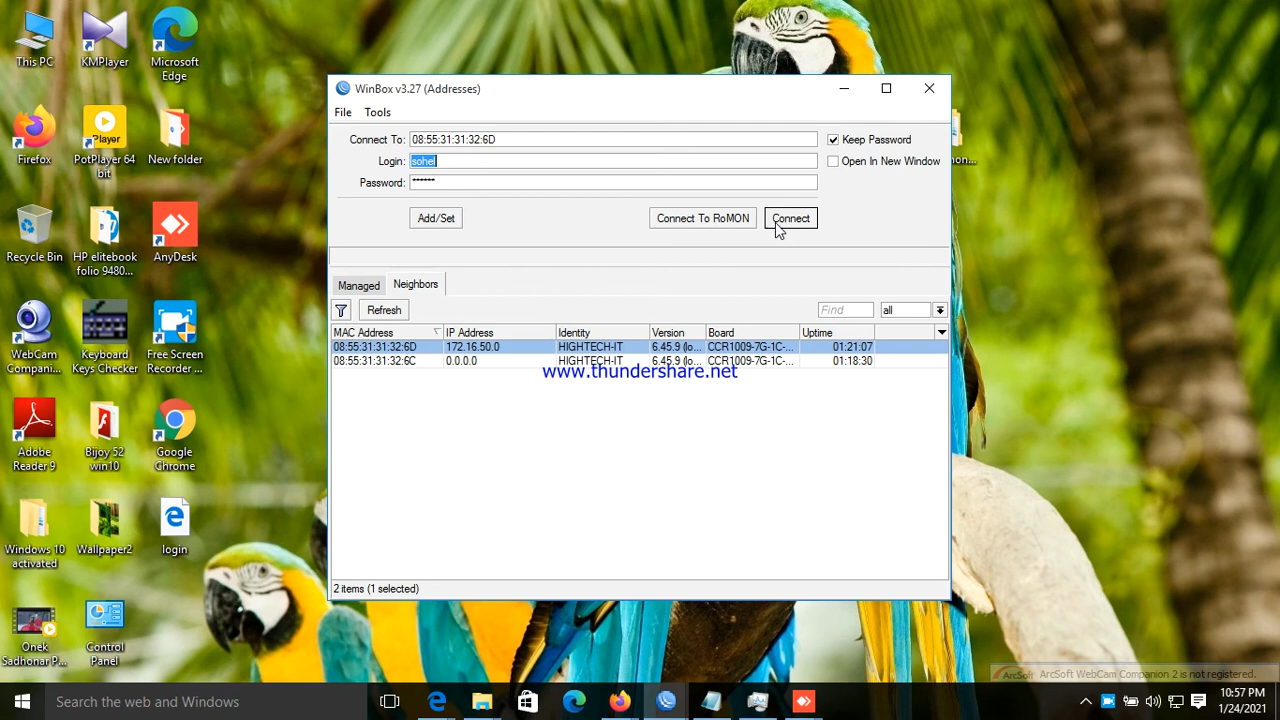 This PC
KMPlayer
Microsoft
Edge
Firefox
Player
PotPlayer 64
bit
New folder
Recycle Bin
HP elitebook
folio 9480...
AnyDesk
WebCam
Compani...
Keyboard
Keys Checker
Free Screen
Recorder ...
Adobe
Reader 9
Bijoy 52
win10
Google
Chrome
Windows 10
activated
Wallpaper2
login
Onek
Sadhonar P...
Control
Panel
WinBox v3.27 (Addresses)
File Tools
Connect To: 08:55:31:31:32:6D
Keep Password
Login: sohel
Open In New Window
Password: ******
Add/Set
Connect To RoMON
Connect
Managed
Neighbors
Refresh
Find
all
MAC Address IP Address Identity Version Board Uptime
08:55:31:31:32:6D 172.16.50.0 HIGHTECH-IT 6.45.9 (lo... CCR1009-7G-1C-... 01:21:07
08:55:31:31:32:6C 0.0.0.0 HIGHTECH-IT 6.45.9 (lo... CCR1009-7G-1C-... 01:18:30
www.thundershare.net
2 items (1 selected)
on...
ArcSoft ArcSoft WebCam Companion 2 is not registered.
Search the web and Windows
10:57 PM
1/24/2021